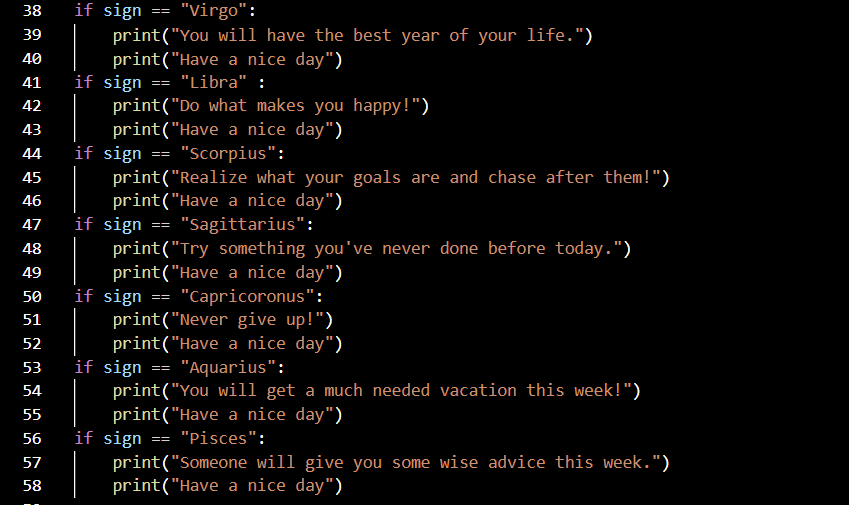 38 if sign == "Virgo":
39 print("You will have the best year of your life.")
40 print("Have a nice day")
41 if sign == "Libra" :
42 print("Do what makes you happy!")
43 print("Have a nice day")
44 if sign == "Scorpius":
45 print("Realize what your goals are and chase after them!")
46 print("Have a nice day")
47 if sign == "Sagittarius":
48 print("Try something you've never done before today.")
49 print("Have a nice day")
50 if sign == "Capricoronus":
51 print("Never give up!")
52 print("Have a nice day")
53 if sign == "Aquarius":
54 print("You will get a much needed vacation this week!")
55 print("Have a nice day")
56 if sign == "Pisces":
57 print("Someone will give you some wise advice this week.")
58 print("Have a nice day")